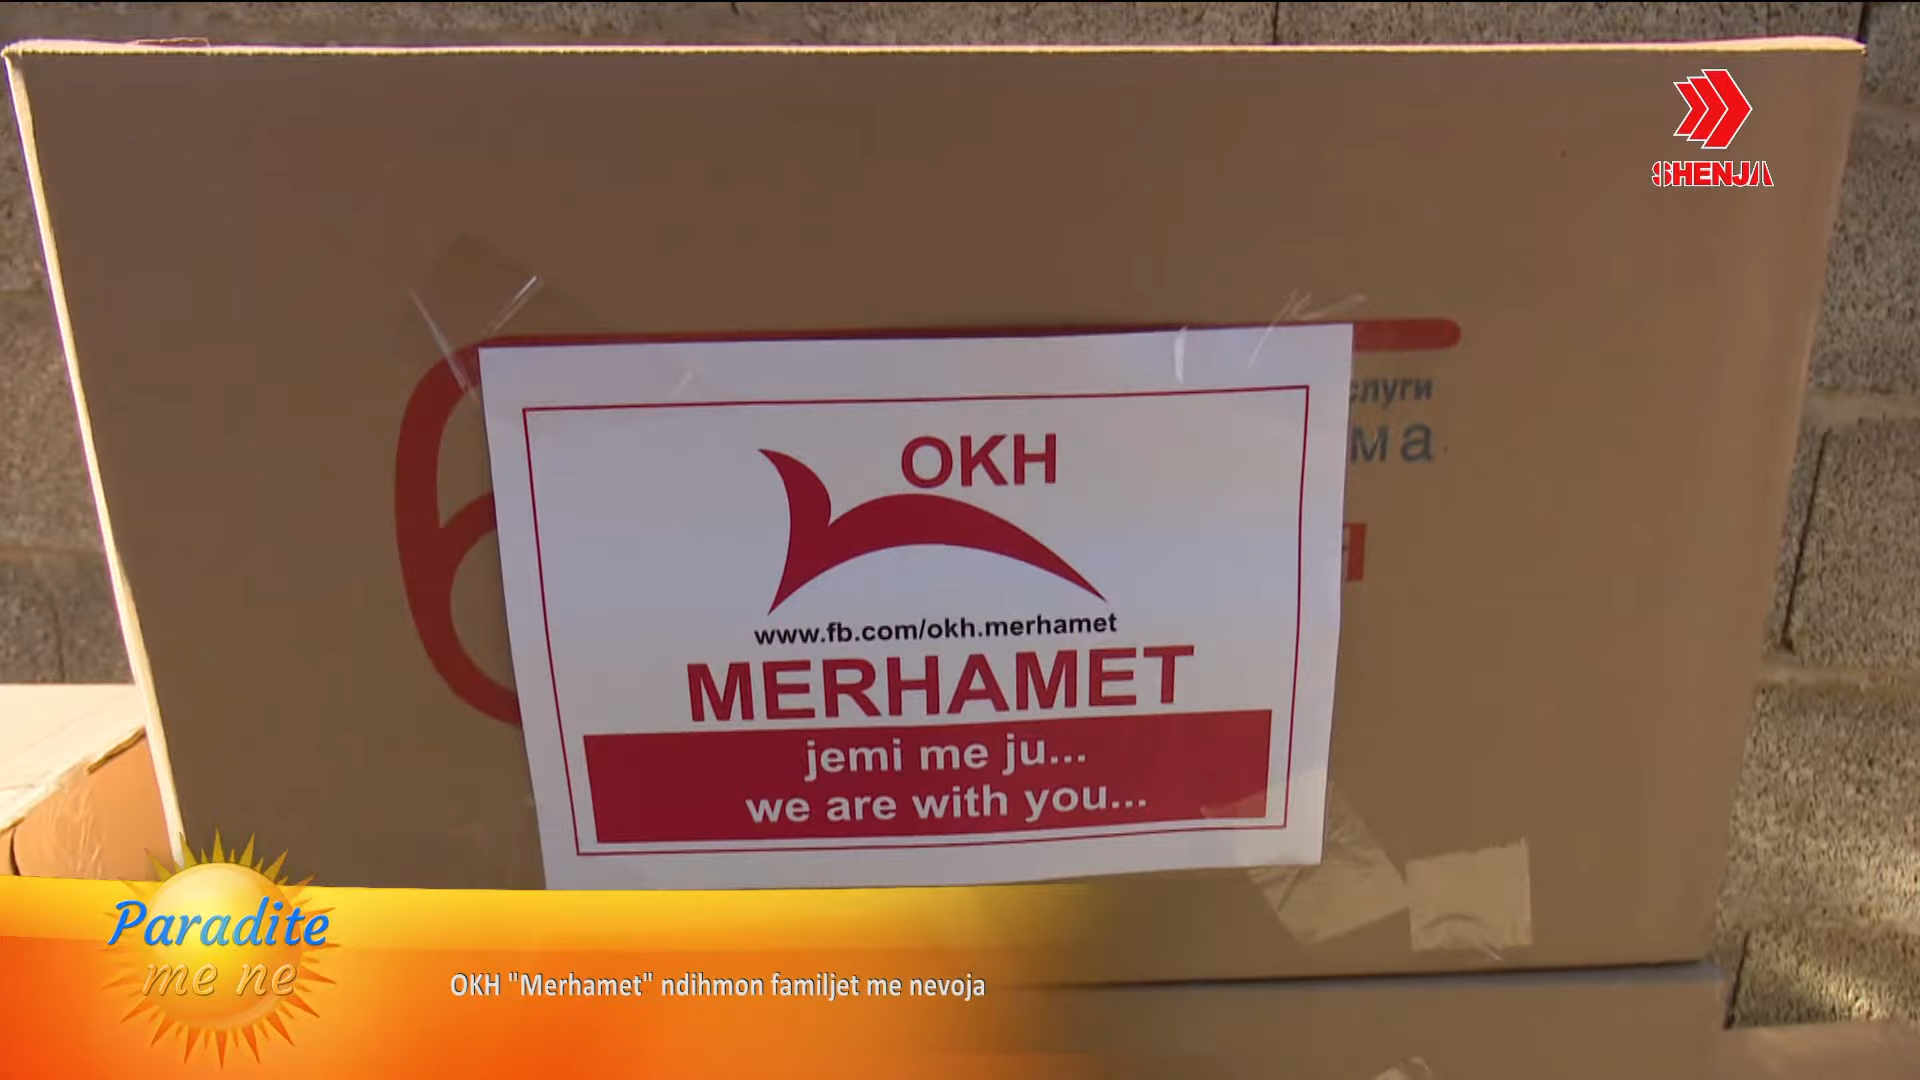 SHENJA
слуги
ма
OKH
www.fb.com/okh.merhamet
MERHAMET
jemi me ju...
we are with you...
Paradite
me ne
OKH "Merhamet" ndihmon familjet me nevoja